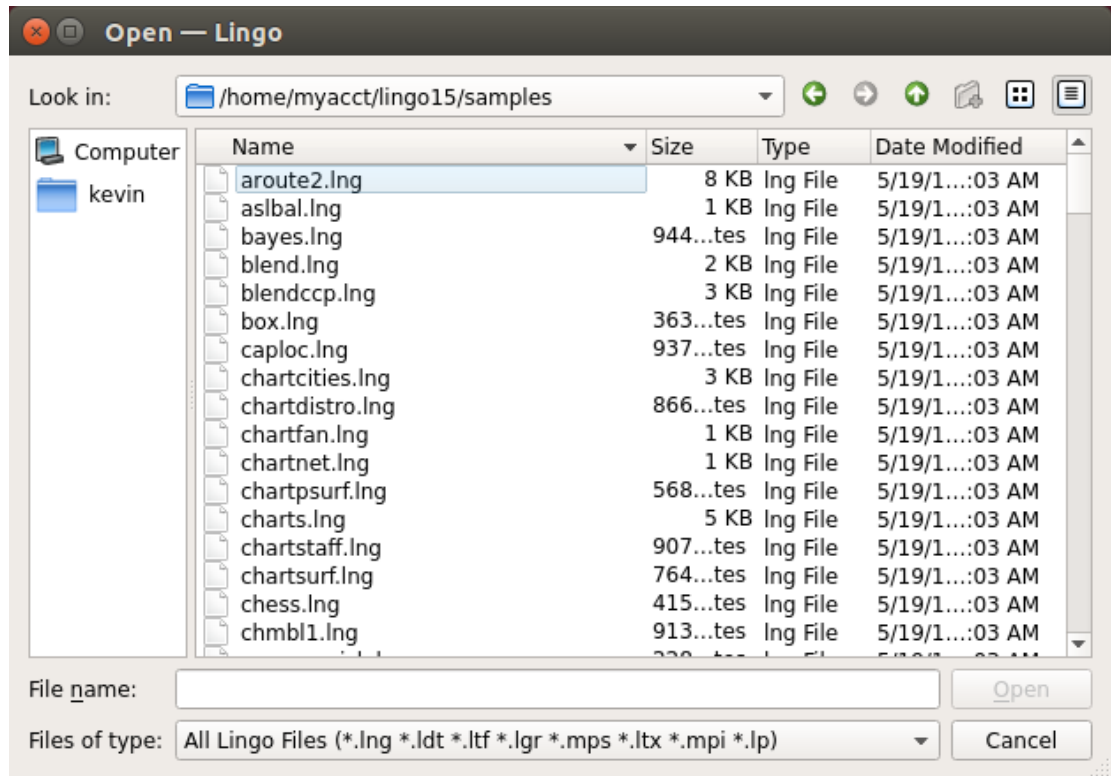 Open — Lingo
Look in: /home/myacct/lingo15/samples
Computer
kevin
Name Size Type Date Modified
aroute2.lng 8 KB lng File 5/19/1...:03 AM
aslbal.lng 1 KB lng File 5/19/1...:03 AM
bayes.lng 944...tes lng File 5/19/1...:03 AM
blend.lng 2 KB lng File 5/19/1...:03 AM
blendccp.lng 3 KB lng File 5/19/1...:03 AM
box.lng 363...tes lng File 5/19/1...:03 AM
caploc.lng 937...tes lng File 5/19/1...:03 AM
chartcities.lng 3 KB lng File 5/19/1...:03 AM
chartdistro.lng 866...tes lng File 5/19/1...:03 AM
chartfan.lng 1 KB lng File 5/19/1...:03 AM
chartnet.lng 1 KB lng File 5/19/1...:03 AM
chartpsurf.lng 568...tes lng File 5/19/1...:03 AM
charts.lng 5 KB lng File 5/19/1...:03 AM
chartstaff.lng 907...tes lng File 5/19/1...:03 AM
chartsurf.lng 764...tes lng File 5/19/1...:03 AM
chess.lng 415...tes lng File 5/19/1...:03 AM
chmbl1.lng 913...tes lng File 5/19/1...:03 AM
File name: Open
Files of type: All Lingo Files (*.lng *.ldt *.ltf *.lgr *.mps *.ltx *.mpi *.lp) Cancel